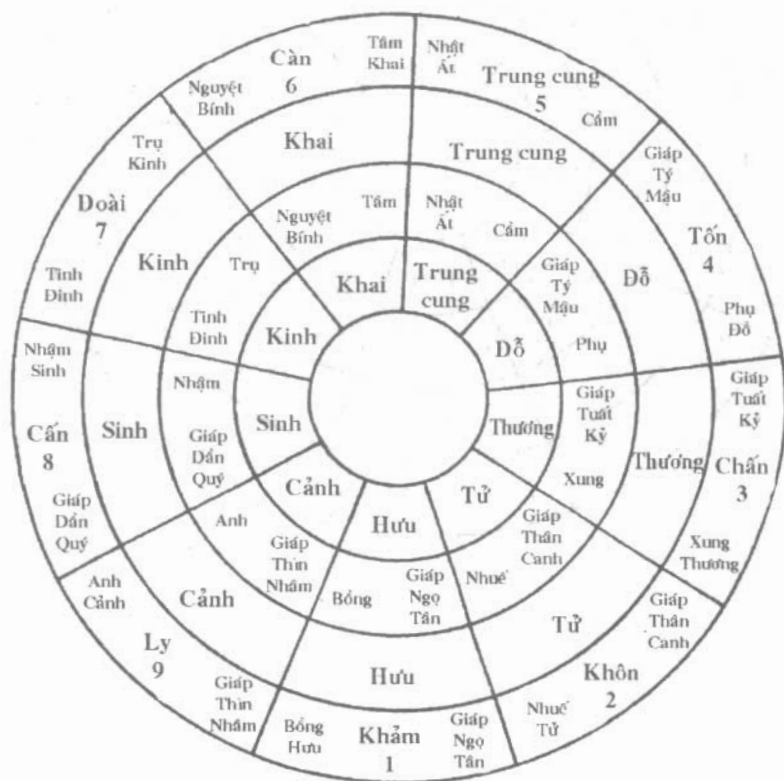 Càn
6
Tâm
Khai
Nguyệt
Bính
Khai
Nguyệt
Bính
Tâm
Khai
Nhật
Ất
Trung cung
5
Cầm
Trung cung
Nhật
Ất
Cầm
Trung
cung
Giáp
Tý
Mậu
Tốn
4
Phụ
Đỗ
Đỗ
Giáp
Tý
Mậu
Phụ
Đỗ
Giáp
Tuất
Kỷ
Chấn
3
Xung
Thương
Thương
Giáp
Tuất
Kỷ
Xung
Thương
Giáp
Thân
Canh
Khôn
2
Nhuế
Tử
Tử
Giáp
Thân
Canh
Nhuế
Tử
Giáp
Ngọ
Tân
Khảm
1
Bồng
Hưu
Hưu
Giáp
Ngọ
Tân
Bồng
Hưu
Giáp
Thìn
Nhâm
Ly
9
Anh
Cảnh
Cảnh
Giáp
Thìn
Nhâm
Anh
Cảnh
Giáp
Dần
Quý
Cấn
8
Nhậm
Sinh
Sinh
Giáp
Dần
Quý
Nhậm
Sinh
Tinh
Đinh
Đoài
7
Trụ
Kinh
Kinh
Tinh
Đinh
Trụ
Kinh